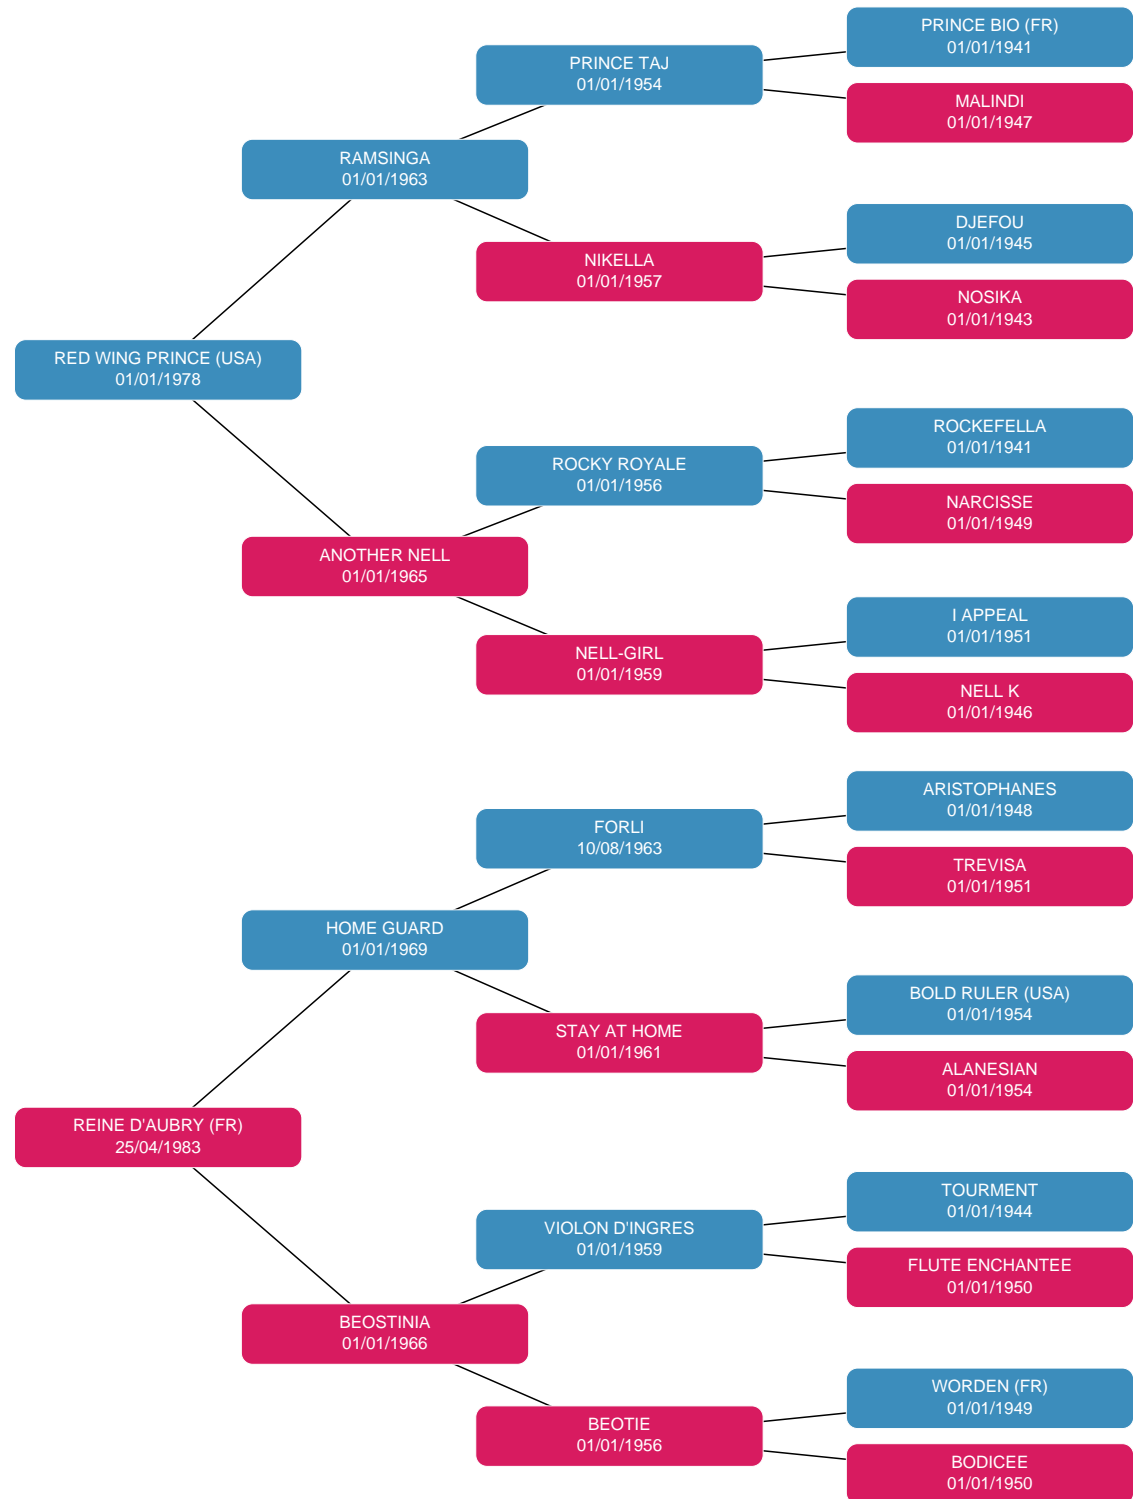 PRINCE BIO (FR)
01/01/1941
PRINCE TAJ
01/01/1954
MALINDI
01/01/1947
RAMSINGA
01/01/1963
DJEFOU
01/01/1945
NIKELLA
01/01/1957
NOSIKA
01/01/1943
RED WING PRINCE (USA)
01/01/1978
ROCKEFELLA
01/01/1941
ROCKY ROYALE
01/01/1956
NARCISSE
01/01/1949
ANOTHER NELL
01/01/1965
I APPEAL
01/01/1951
NELL-GIRL
01/01/1959
NELL K
01/01/1946
ARISTOPHANES
01/01/1948
FORLI
10/08/1963
TREVISA
01/01/1951
HOME GUARD
01/01/1969
BOLD RULER (USA)
01/01/1954
STAY AT HOME
01/01/1961
ALANESIAN
01/01/1954
REINE D'AUBRY (FR)
25/04/1983
TOURMENT
01/01/1944
VIOLON D'INGRES
01/01/1959
FLUTE ENCHANTEE
01/01/1950
BEOSTINIA
01/01/1966
WORDEN (FR)
01/01/1949
BEOTIE
01/01/1956
BODICEE
01/01/1950